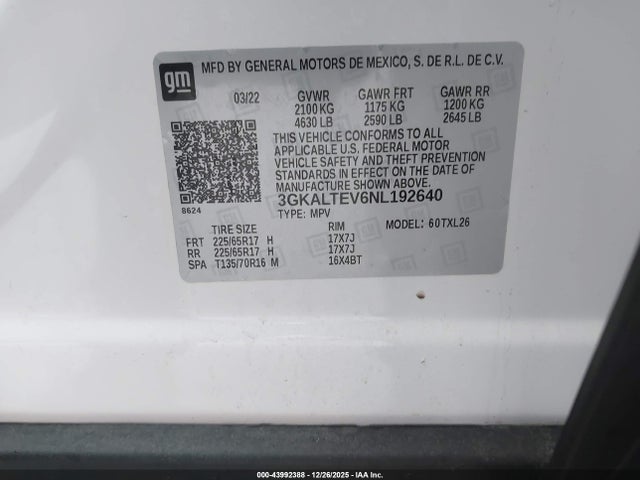 gm MFD BY GENERAL MOTORS DE MEXICO, S. DE R.L. DE C.V.
03/22 GVWR GAWR FRT GAWR RR
2100 KG 1175 KG 1200 KG
4630 LB 2590 LB 2645 LB
THIS VEHICLE CONFORMS TO ALL
APPLICABLE U.S. FEDERAL MOTOR
VEHICLE SAFETY AND THEFT PREVENTION
STANDARDS IN EFFECT ON THE DATE OF
MANUFACTURE SHOWN ABOVE.
3GKALTEV6NL192640
8624
TYPE: MPV MODEL: 60TXL26
TIRE SIZE RIM
FRT 225/65R17 H 17X7J
RR 225/65R17 H 17X7J
SPA T135/70R16 M 16X4BT
000-43992388 - 12/26/2025 - IAA Inc.